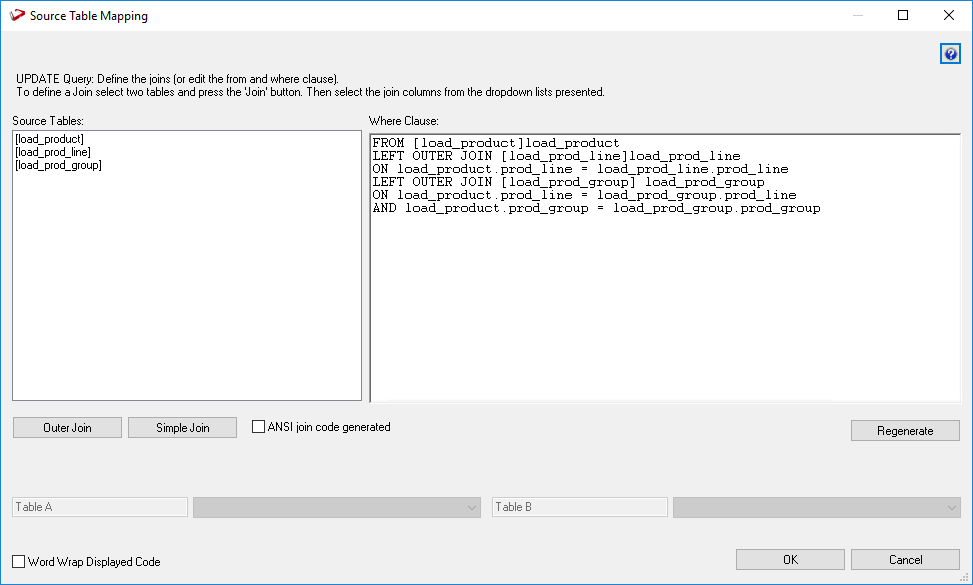 Source Table Mapping
UPDATE Query: Define the joins (or edit the from and where clause).
To define a Join select two tables and press the 'Join' button. Then select the join columns from the dropdown lists presented.
Source Tables:
[load_product]
[load_prod_line]
[load_prod_group]
Where Clause:
FROM [load_product]load_product
LEFT OUTER JOIN [load_prod_line]load_prod_line
ON load_product.prod_line = load_prod_line.prod_line
LEFT OUTER JOIN [load_prod_group] load_prod_group
ON load_product.prod_line = load_prod_group.prod_line
AND load_product.prod_group = load_prod_group.prod_group
Outer Join
Simple Join
ANSI join code generated
Regenerate
Table A
Table B
Word Wrap Displayed Code
OK
Cancel